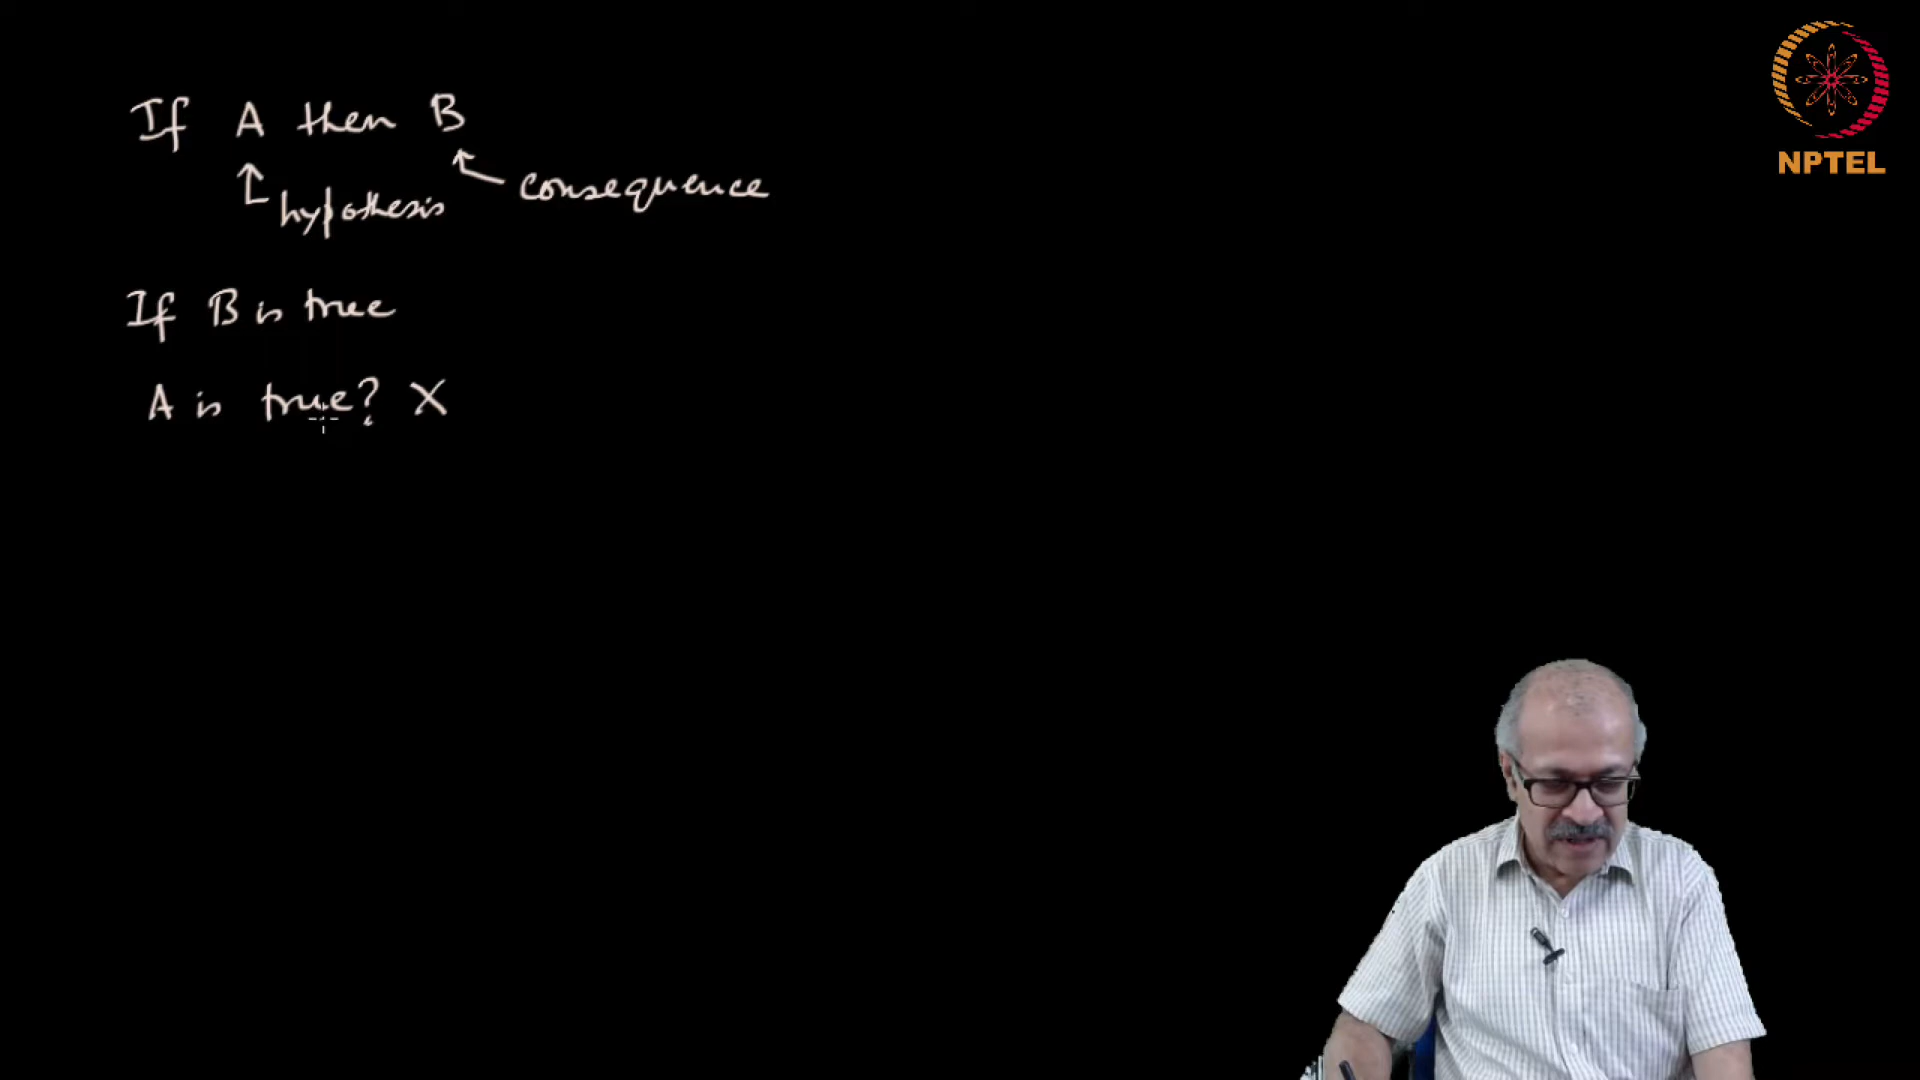 If A then B
hypothesis
consequence
If B is true
A is true? X
NPTEL